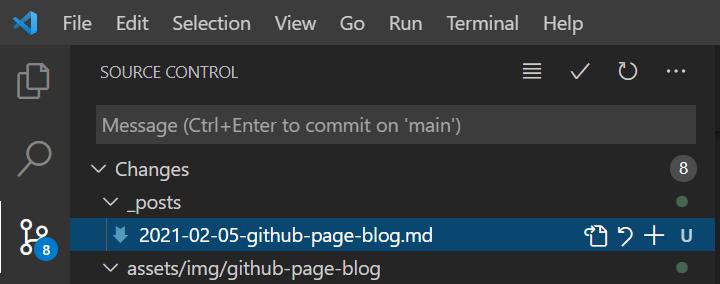 File Edit Selection View Go Run Terminal Help
SOURCE CONTROL
Message (Ctrl+Enter to commit on 'main')
Changes 8
_posts
2021-02-05-github-page-blog.md U
8
assets/img/github-page-blog